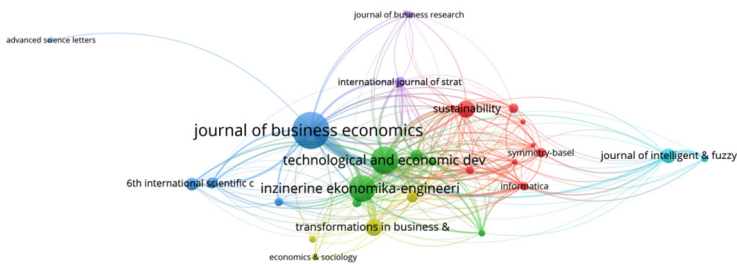 journal of business research
advanced science letters
international journal of strat
sustainability
journal of business economics
symmetry-basel
technological and economic dev
journal of intelligent & fuzzy
6th international scientific c
inzinerine ekonomika-engineeri
informatica
transformations in business &
economics & sociology